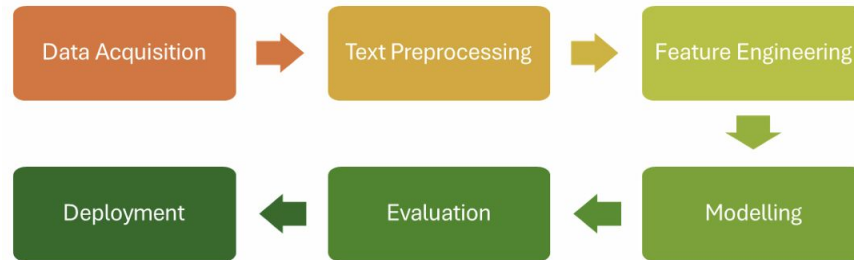 Data Acquisition
Text Preprocessing
Feature Engineering
Modelling
Evaluation
Deployment